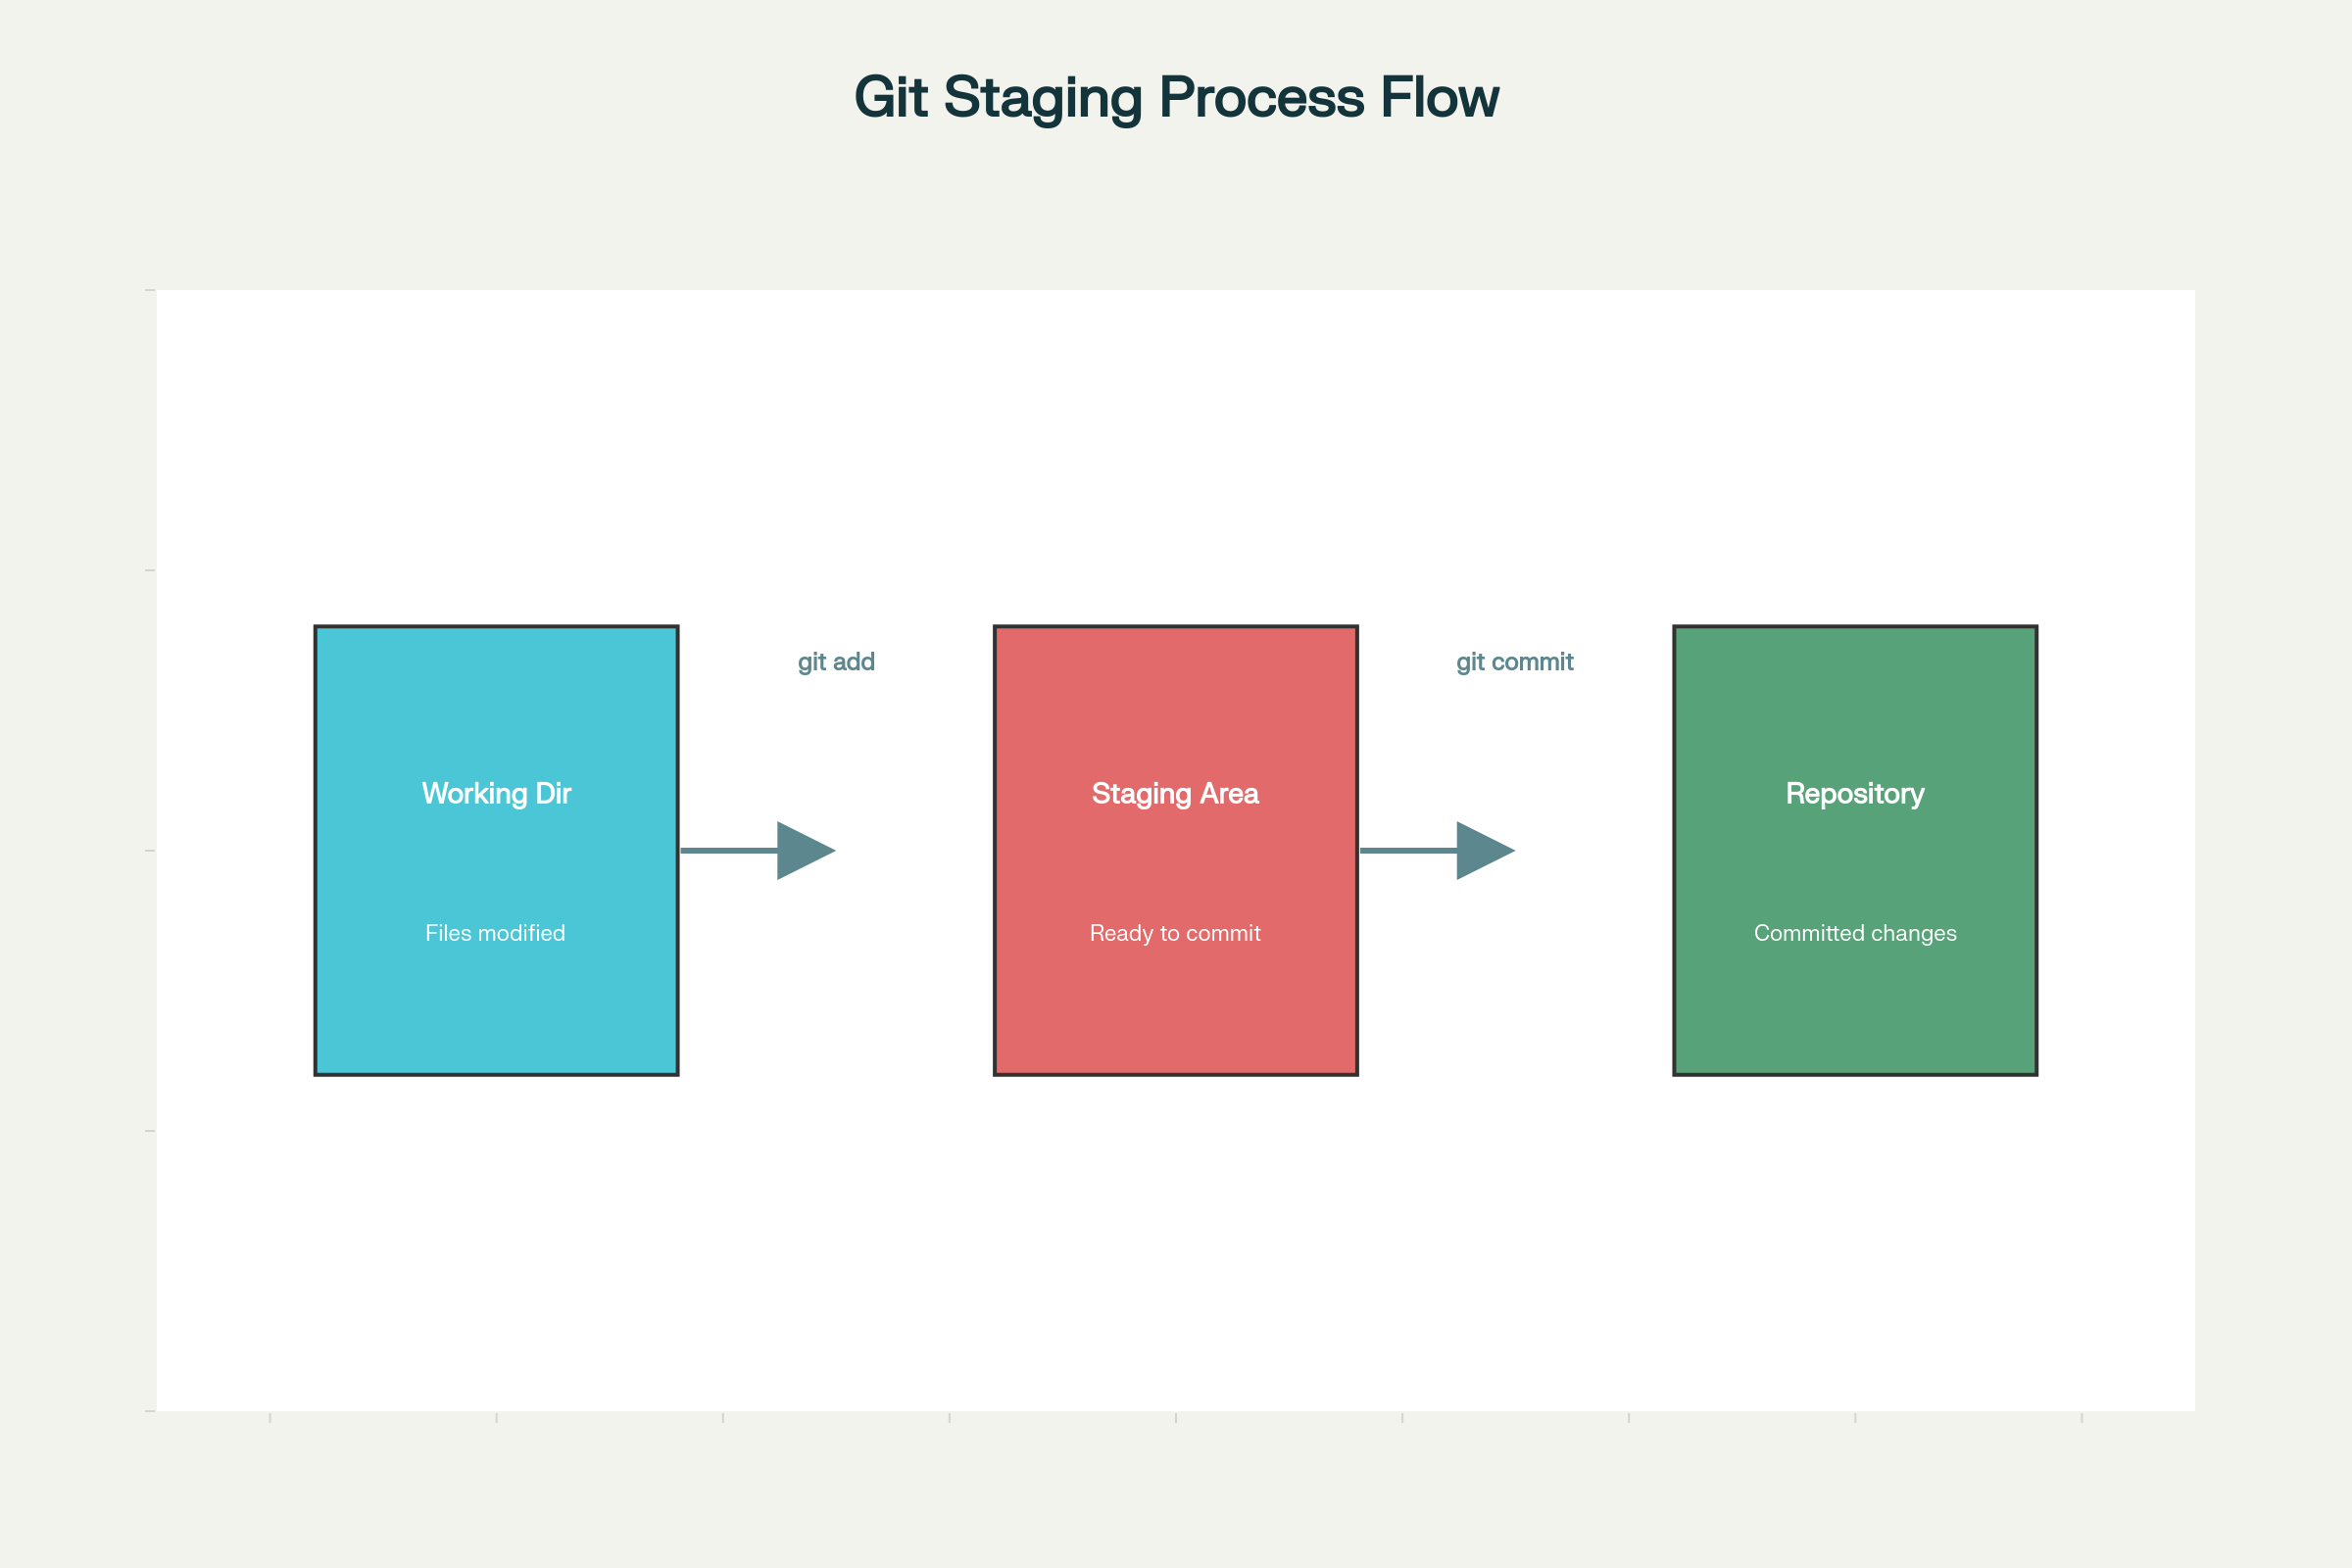 Git Staging Process Flow
git add
git commit
Working Dir
Staging Area
Repository
Files modified
Ready to commit
Committed changes